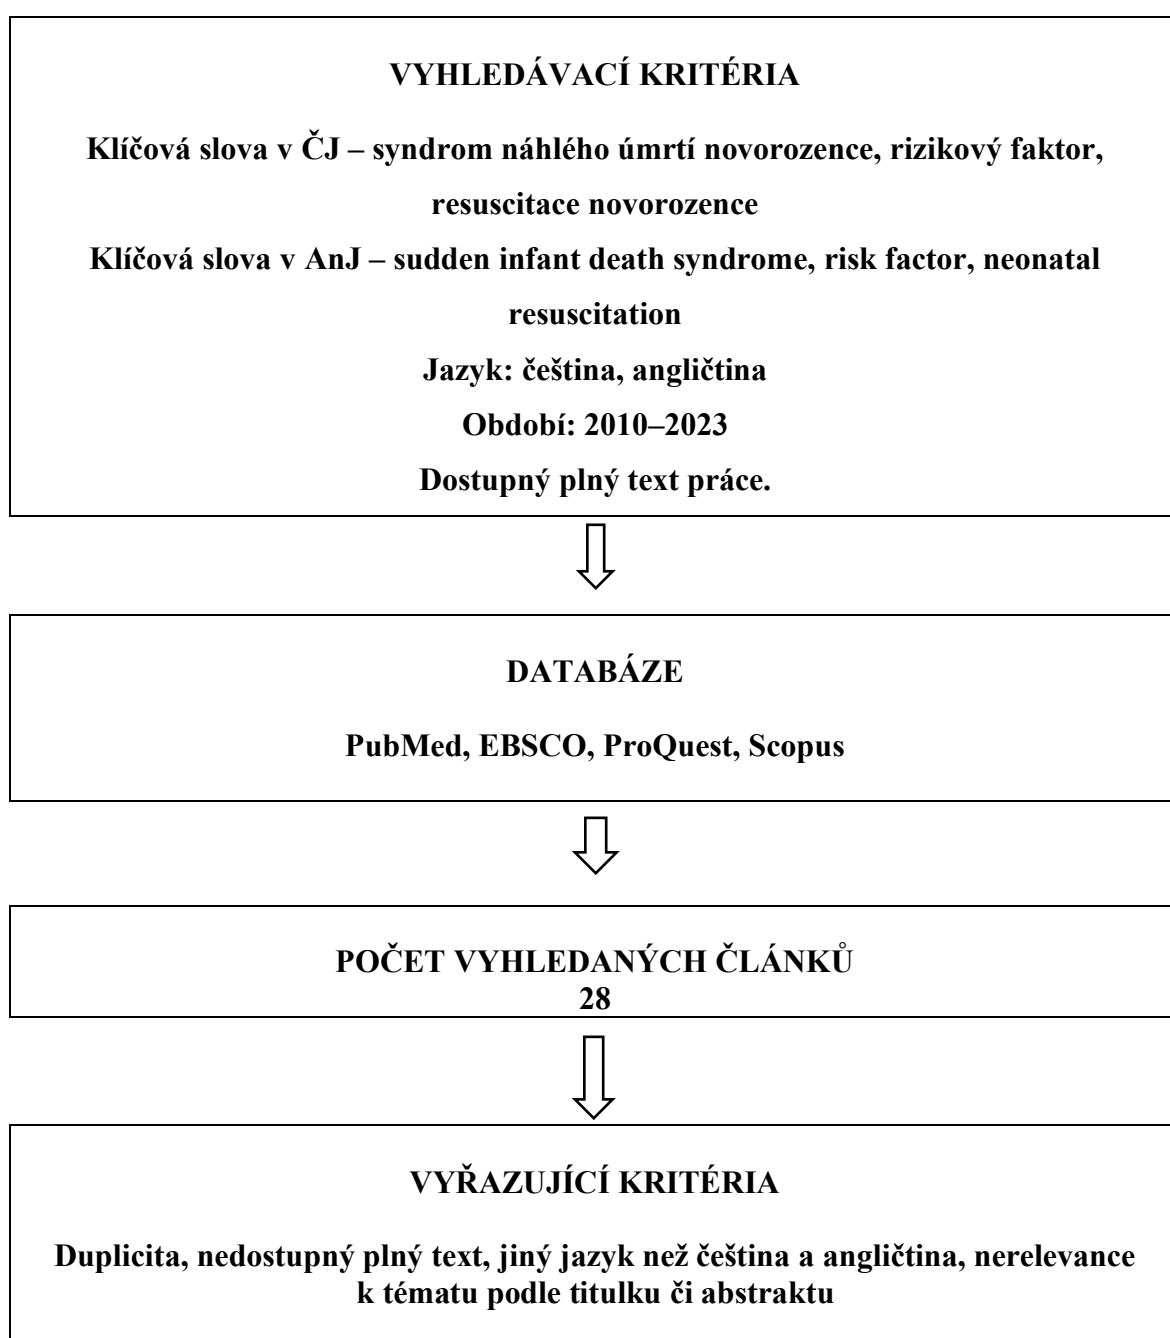 VYHLEDÁVACÍ KRITÉRIA
Klíčová slova v ČJ – syndrom náhlého úmrtí novorozence, rizikový faktor,
resuscitace novorozence
Klíčová slova v AnJ – sudden infant death syndrome, risk factor, neonatal
resuscitation
Jazyk: čeština, angličtina
Období: 2010–2023
Dostupný plný text práce.
DATABÁZE
PubMed, EBSCO, ProQuest, Scopus
POČET VYHLEDANÝCH ČLÁNKŮ
28
VYŘAZUJÍCÍ KRITÉRIA
Duplicita, nedostupný plný text, jiný jazyk než čeština a angličtina, nerelevance
k tématu podle titulku či abstraktu